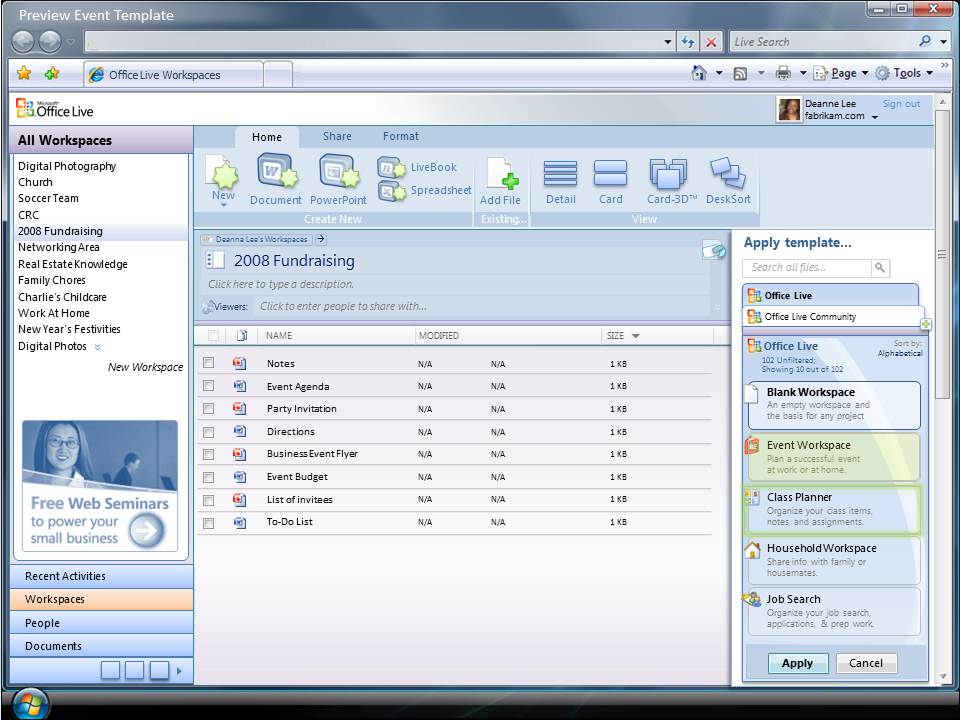 Preview Event Template
Live Search
Office Live Workspaces
Page
Tools
Microsoft®
Office Live
Deanne Lee
fabrikam.com
Sign out
All Workspaces
Digital Photography
Church
Soccer Team
CRC
2008 Fundraising
Networking Area
Real Estate Knowledge
Family Chores
Charlie's Childcare
Work At Home
New Year's Festivities
Digital Photos
New Workspace
Free Web Seminars
to power your
small business
Recent Activities
Workspaces
People
Documents
Home Share Format
New
Document
PowerPoint
LiveBook
Spreadsheet
Create New
Add File
Existing...
Detail
Card
Card-3D™
DeskSort
View
Deanna Lee's Workspaces
2008 Fundraising
Click here to type a description.
Viewers: Click to enter people to share with...
NAME MODIFIED SIZE
Notes N/A N/A 1 KB
Event Agenda N/A N/A 1 KB
Party Invitation N/A N/A 1 KB
Directions N/A N/A 1 KB
Business Event Flyer N/A N/A 1 KB
Event Budget N/A N/A 1 KB
List of invitees N/A N/A 1 KB
To-Do List N/A N/A 1 KB
Apply template...
Search all files...
Office Live
Office Live Community
Office Live
102 Unfiltered;
Showing 10 out of 102
Sort by:
Alphabetical
Blank Workspace
An empty workspace and
the basis for any project
Event Workspace
Plan a successful event
at work or at home.
Class Planner
Organize your class items,
notes, and assignments.
Household Workspace
Share info with family or
housemates.
Job Search
Organize your job search,
applications, & prep work.
Apply
Cancel